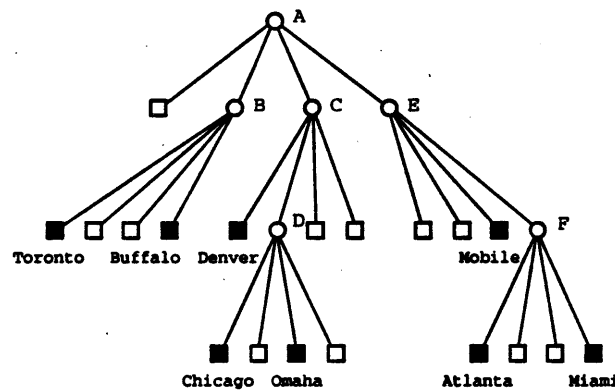 A
B C E
D F
Toronto Buffalo Denver Mobile
Chicago Omaha Atlanta Miami